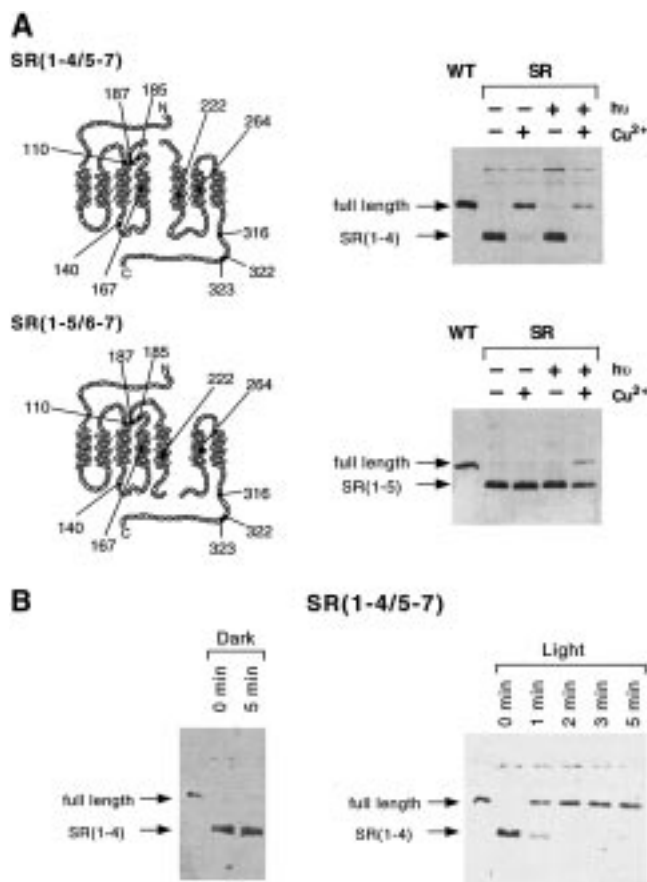 A
SR(1-4/5-7)
187
185
N
222
264
110
316
140
322
C
167
323
WT
SR
− − + + hυ
− + − + Cu2+
full length
SR(1-4)
SR(1-5/6-7)
187
185
N
222
110
264
316
140
322
C
167
323
WT
SR
− − + + hυ
− + − + Cu2+
full length
SR(1-5)
B
SR(1-4/5-7)
Dark
0 min
5 min
full length
SR(1-4)
Light
0 min
1 min
2 min
3 min
5 min
full length
SR(1-4)